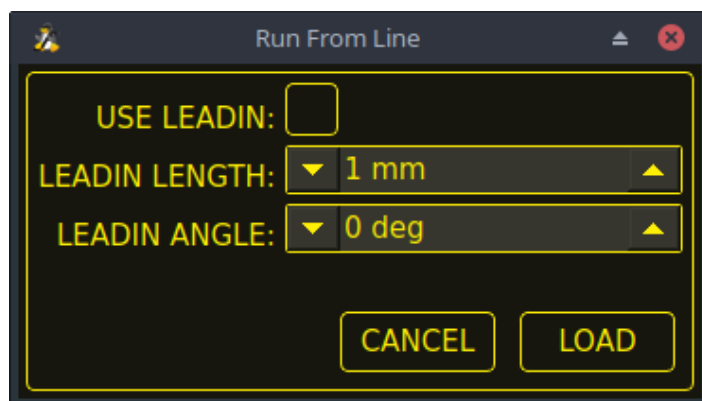 Run From Line
USE LEADIN:
LEADIN LENGTH: 1 mm
LEADIN ANGLE: 0 deg
CANCEL LOAD